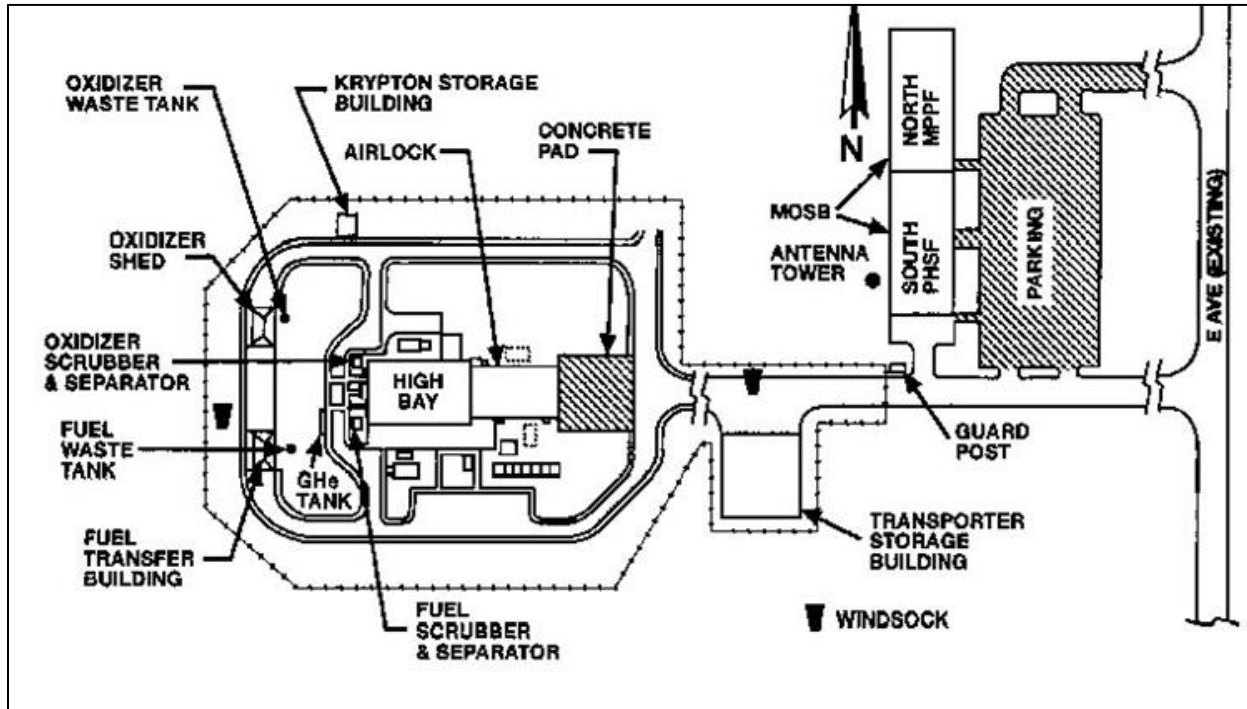 OXIDIZER
WASTE TANK
KRYPTON STORAGE
BUILDING
AIRLOCK
CONCRETE
PAD
N
NORTH
MPPF
MOSB
SOUTH
PHSF
ANTENNA
TOWER
PARKING
E AVE (EXISTING)
OXIDIZER
SHED
OXIDIZER
SCRUBBER
& SEPARATOR
HIGH
BAY
FUEL
WASTE
TANK
GHe
TANK
GUARD
POST
FUEL
TRANSFER
BUILDING
TRANSPORTER
STORAGE
BUILDING
FUEL
SCRUBBER
& SEPARATOR
WINDSOCK